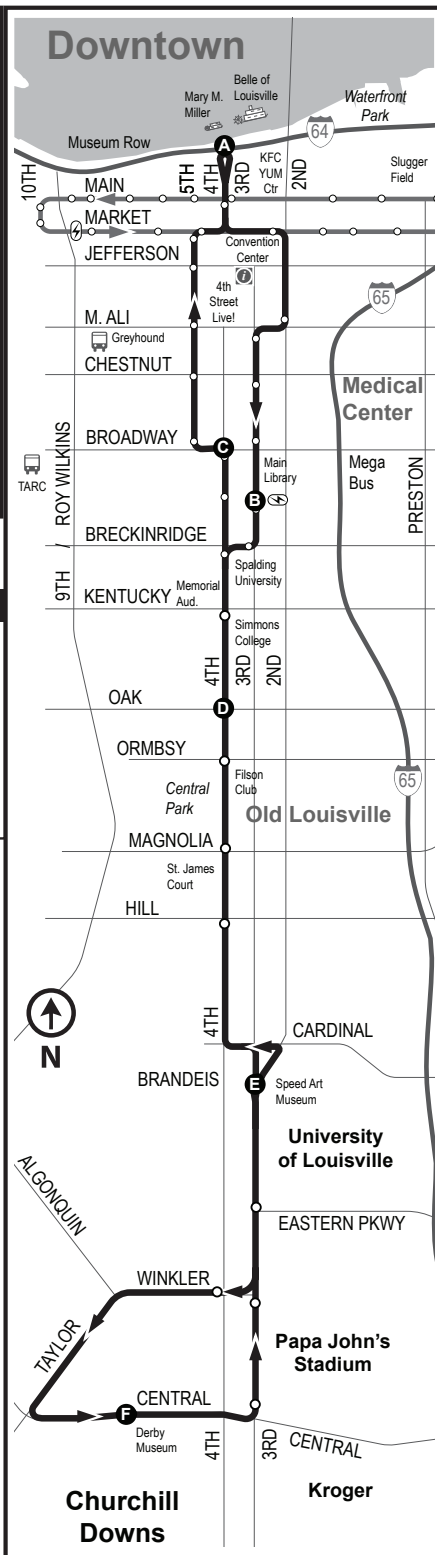 Downtown
Mary M.
Miller
Belle of
Louisville
Waterfront
Park
64
Museum Row
A
10TH
5TH
4TH
3RD
KFC
YUM
Ctr
2ND
Slugger
Field
MAIN
MARKET
JEFFERSON
Convention
Center
i
4th
Street
Live!
65
M. ALI
Greyhound
CHESTNUT
Medical
Center
BROADWAY
C
TARC
9TH / ROY WILKINS
Main
Library
B
Mega
Bus
PRESTON
BRECKINRIDGE
Spalding
University
KENTUCKY
Memorial
Aud.
Simmons
College
4TH
3RD
2ND
OAK
D
ORMBSY
Central
Park
Filson
Club
65
Old Louisville
MAGNOLIA
St. James
Court
HILL
N
4TH
CARDINAL
BRANDEIS
E
Speed Art
Museum
University
of Louisville
ALGONQUIN
EASTERN PKWY
WINKLER
TAYLOR
Papa John's
Stadium
CENTRAL
F
Derby
Museum
4TH
3RD
CENTRAL
Churchill
Downs
Kroger